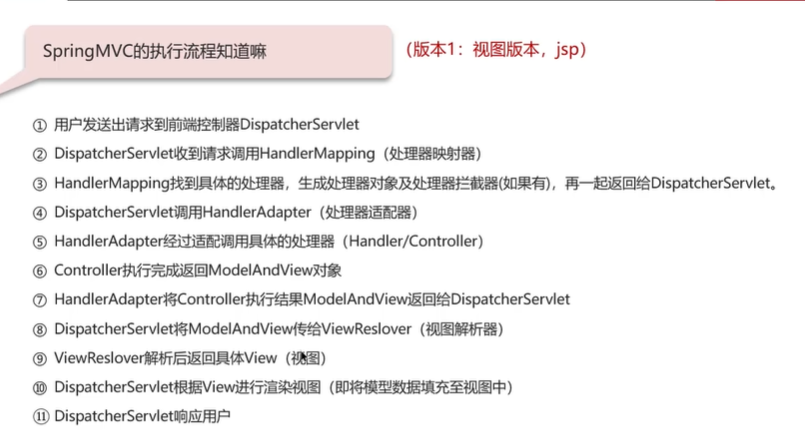 SpringMVC的执行流程知道嘛
（版本1：视图版本，jsp）
① 用户发送出请求到前端控制器DispatcherServlet
② DispatcherServlet收到请求调用HandlerMapping（处理器映射器）
③ HandlerMapping找到具体的处理器，生成处理器对象及处理器拦截器(如果有)，再一起返回给DispatcherServlet。
④ DispatcherServlet调用HandlerAdapter（处理器适配器）
⑤ HandlerAdapter经过适配调用具体的处理器（Handler/Controller）
⑥ Controller执行完成返回ModelAndView对象
⑦ HandlerAdapter将Controller执行结果ModelAndView返回给DispatcherServlet
⑧ DispatcherServlet将ModelAndView传给ViewReslover（视图解析器）
⑨ ViewReslover解析后返回具体View（视图）
⑩ DispatcherServlet根据View进行渲染视图（即将模型数据填充至视图中）
⑪ DispatcherServlet响应用户